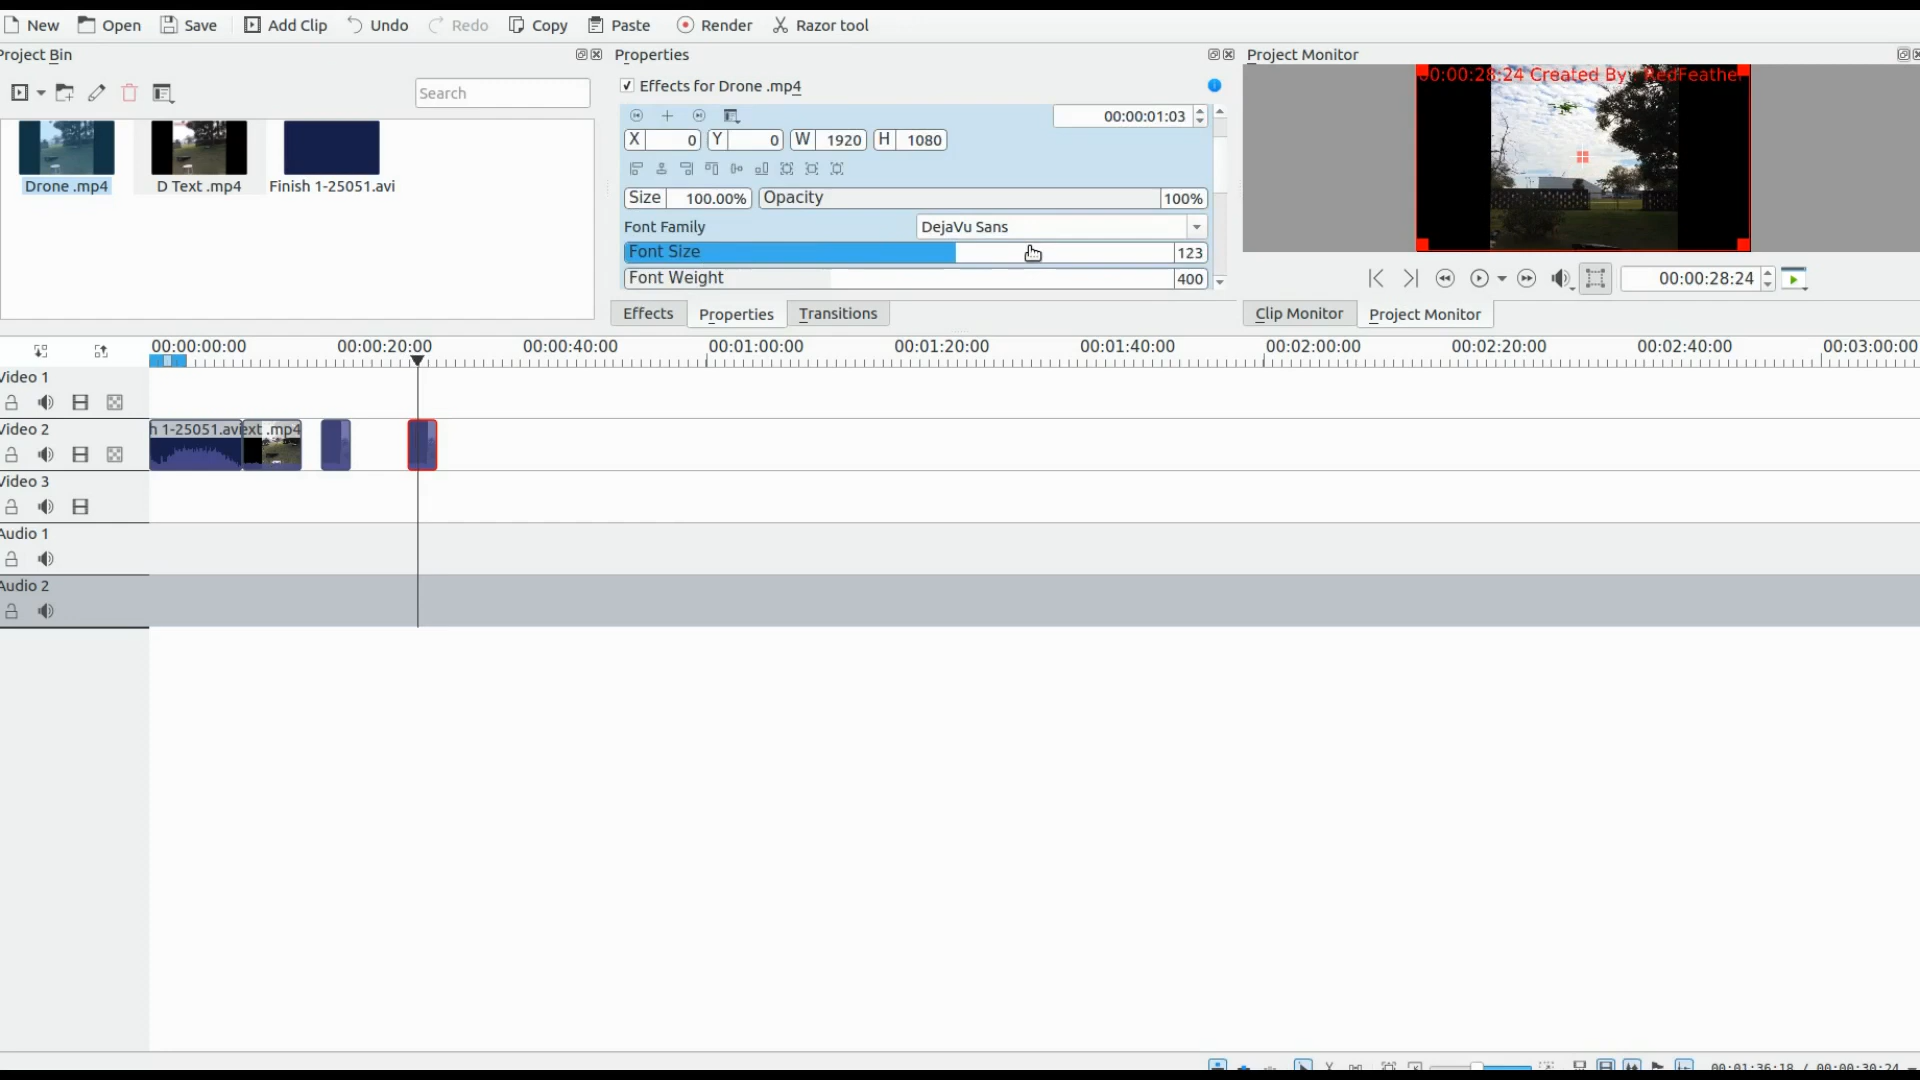 New Open Save Add Clip Undo Redo Copy Paste Render Razor tool
Project Bin
Properties
Project Monitor
Search
Drone .mp4
D Text .mp4
Finish 1-25051.avi
Effects for Drone .mp4
00:00:01:03
X 0 Y 0 W 1920 H 1080
Size 100.00% Opacity 100%
Font Family DejaVu Sans
Font Size 123
Font Weight 400
Effects Properties Transitions
0:00:28:24 Created By: RedFeather
00:00:28:24
Clip Monitor Project Monitor
00:00:00:00 00:00:20:00 00:00:40:00 00:01:00:00 00:01:20:00 00:01:40:00 00:02:00:00 00:02:20:00 00:02:40:00 00:03:00:00
Video 1
Video 2
h 1-25051.avi ext .mp4
Video 3
Audio 1
Audio 2
00:01:36:18 / 00:00:30:24